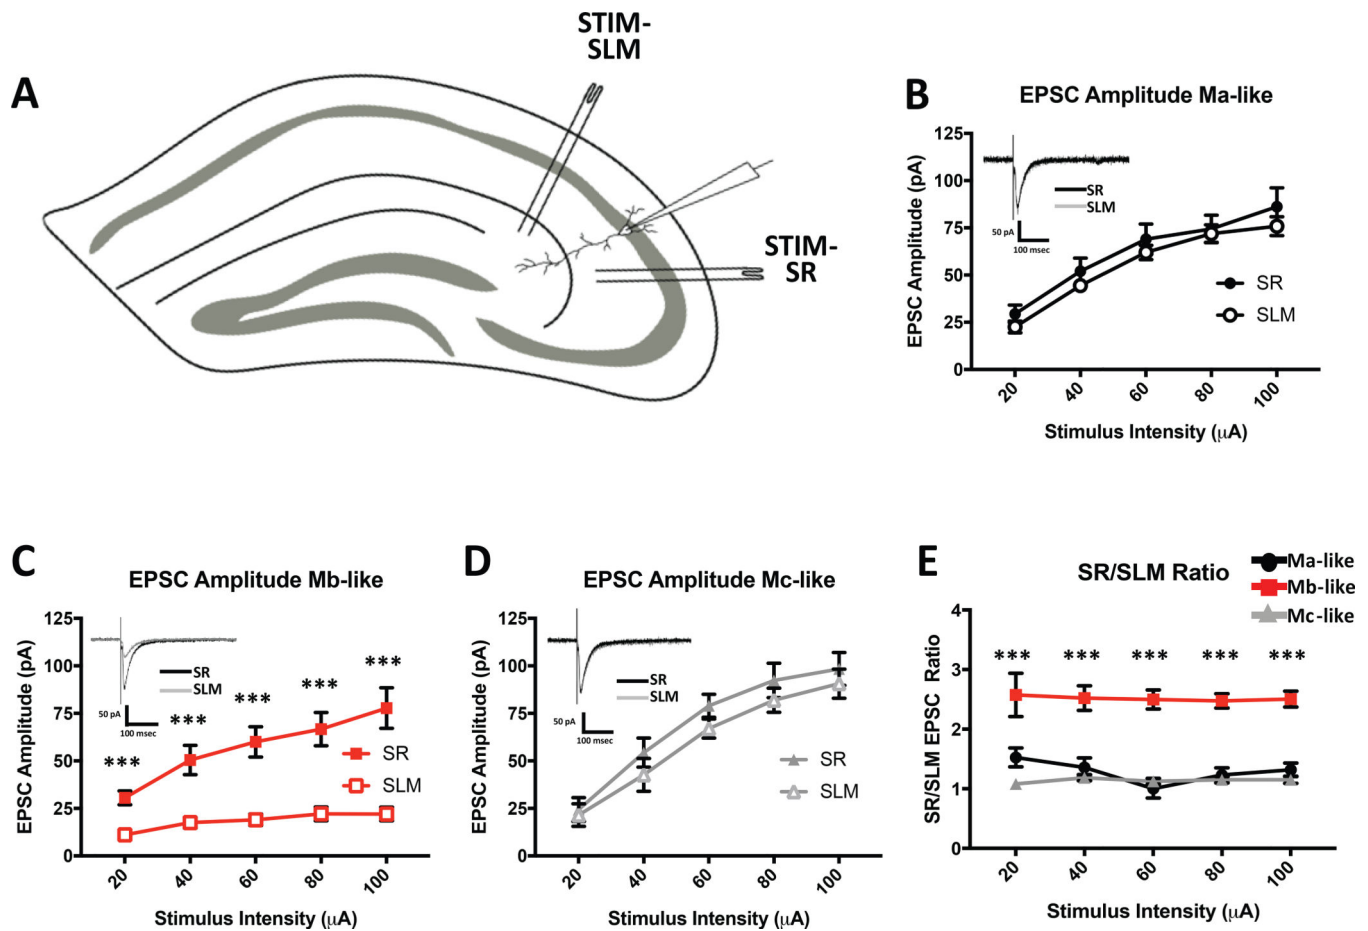 A
STIM-
SLM
STIM-
SR
B
EPSC Amplitude Ma-like
EPSC Amplitude (pA)
125
100
75
50
25
0
SR
SLM
50 pA
100 msec
SR
SLM
20
40
60
80
100
Stimulus Intensity (μA)
C
EPSC Amplitude Mb-like
EPSC Amplitude (pA)
125
100
75
50
25
0
SR
SLM
50 pA
100 msec
***
***
***
***
***
SR
SLM
20
40
60
80
100
Stimulus Intensity (μA)
D
EPSC Amplitude Mc-like
EPSC Amplitude (pA)
125
100
75
50
25
0
SR
SLM
50 pA
100 msec
SR
SLM
20
40
60
80
100
Stimulus Intensity (μA)
E
SR/SLM Ratio
Ma-like
Mb-like
Mc-like
SR/SLM EPSC Ratio
4
3
2
1
0
*** *** *** *** ***
20
40
60
80
100
Stimulus Intensity (μA)